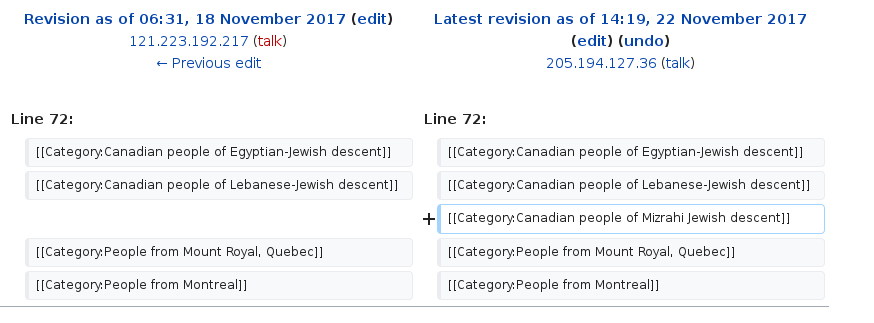 Revision as of 06:31, 18 November 2017 (edit)
121.223.192.217 (talk)
← Previous edit
Latest revision as of 14:19, 22 November 2017
(edit) (undo)
205.194.127.36 (talk)
Line 72:
Line 72:
[[Category:Canadian people of Egyptian-Jewish descent]]
[[Category:Canadian people of Egyptian-Jewish descent]]
[[Category:Canadian people of Lebanese-Jewish descent]]
[[Category:Canadian people of Lebanese-Jewish descent]]
+ [[Category:Canadian people of Mizrahi Jewish descent]]
[[Category:People from Mount Royal, Quebec]]
[[Category:People from Mount Royal, Quebec]]
[[Category:People from Montreal]]
[[Category:People from Montreal]]